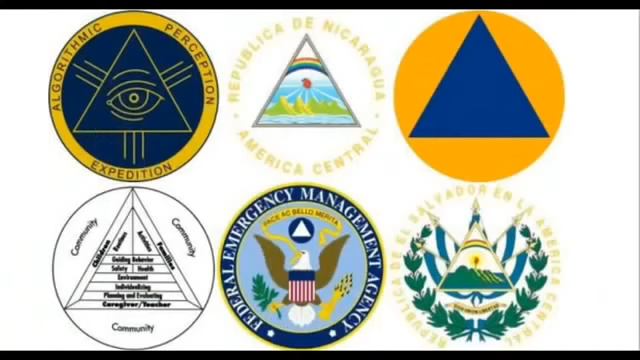 ALGORITHMIC PERCEPTION
EXPEDITION
REPUBLICA DE NICARAGUA
AMERICA CENTRAL
Community
Community
Children
Families
Guiding Behavior
Safety Health
Environment
Individualizing
Planning and Evaluating
Caregiver/Teacher
Community
FEDERAL EMERGENCY MANAGEMENT AGENCY
PACE AC BELLO MERITA
REPUBLICA DE EL SALVADOR EN LA AMERICA CENTRAL